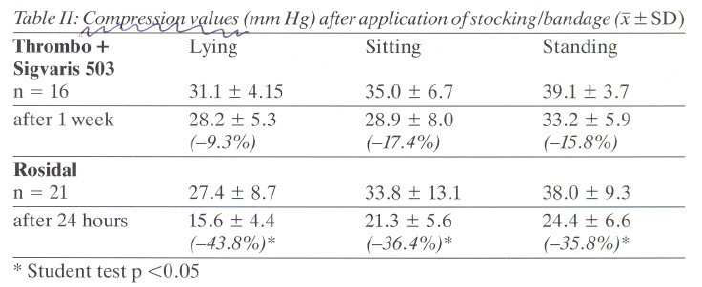 Table II: Compression values (mm Hg) after application of stocking/bandage (x̄ ± SD)
Thrombo + Lying Sitting Standing
Sigvaris 503
n = 16 31.1 ± 4.15 35.0 ± 6.7 39.1 ± 3.7
after 1 week 28.2 ± 5.3 28.9 ± 8.0 33.2 ± 5.9
(–9.3%) (–17.4%) (–15.8%)
Rosidal
n = 21 27.4 ± 8.7 33.8 ± 13.1 38.0 ± 9.3
after 24 hours 15.6 ± 4.4 21.3 ± 5.6 24.4 ± 6.6
(–43.8%)* (–36.4%)* (–35.8%)*
* Student test p <0.05